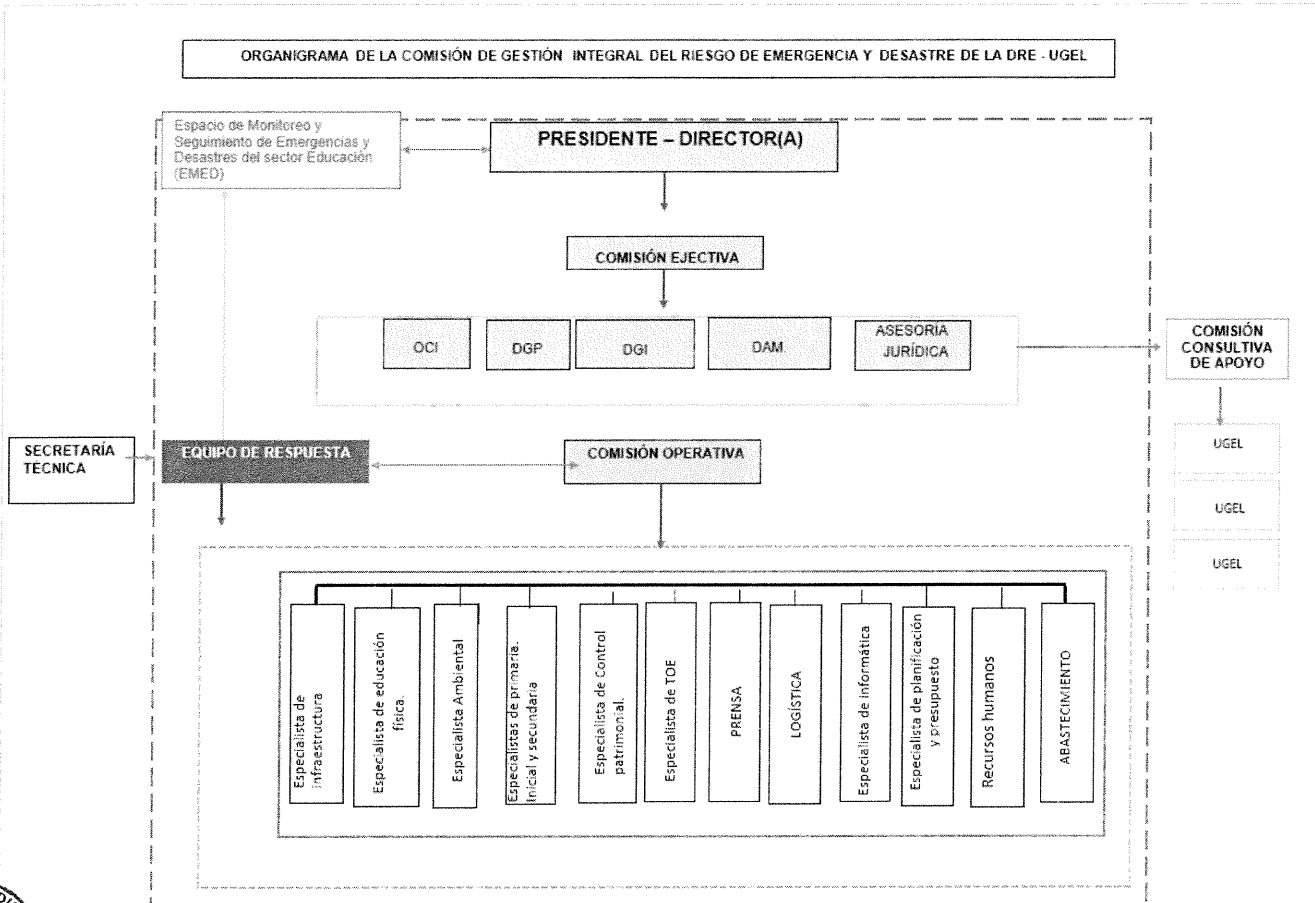 ORGANIGRAMA DE LA COMISIÓN DE GESTIÓN INTEGRAL DEL RIESGO DE EMERGENCIA Y DESASTRE DE LA DRE - UGEL
Espacio de Monitoreo y
Seguimiento de Emergencias y
Desastres del sector Educación
(EMED)
PRESIDENTE – DIRECTOR(A)
COMISIÓN EJECTIVA
OCI
DGP
DGI
DAM.
ASESORÍA
JURÍDICA
COMISIÓN
CONSULTIVA
DE APOYO
UGEL
UGEL
UGEL
SECRETARÍA
TÉCNICA
EQUIPO DE RESPUESTA
COMISIÓN OPERATIVA
Especialista de
infraestructura
Especialista de educación
física.
Especialista Ambiental
Especialistas de primaria.
Inicial y secundaria
Especialista de Control
patrimonial.
Especialista de TOE
PRENSA
LOGÍSTICA
Especialista de informática
Especialista de planificación
y presupuesto
Recursos humanos
ABASTECIMIENTO